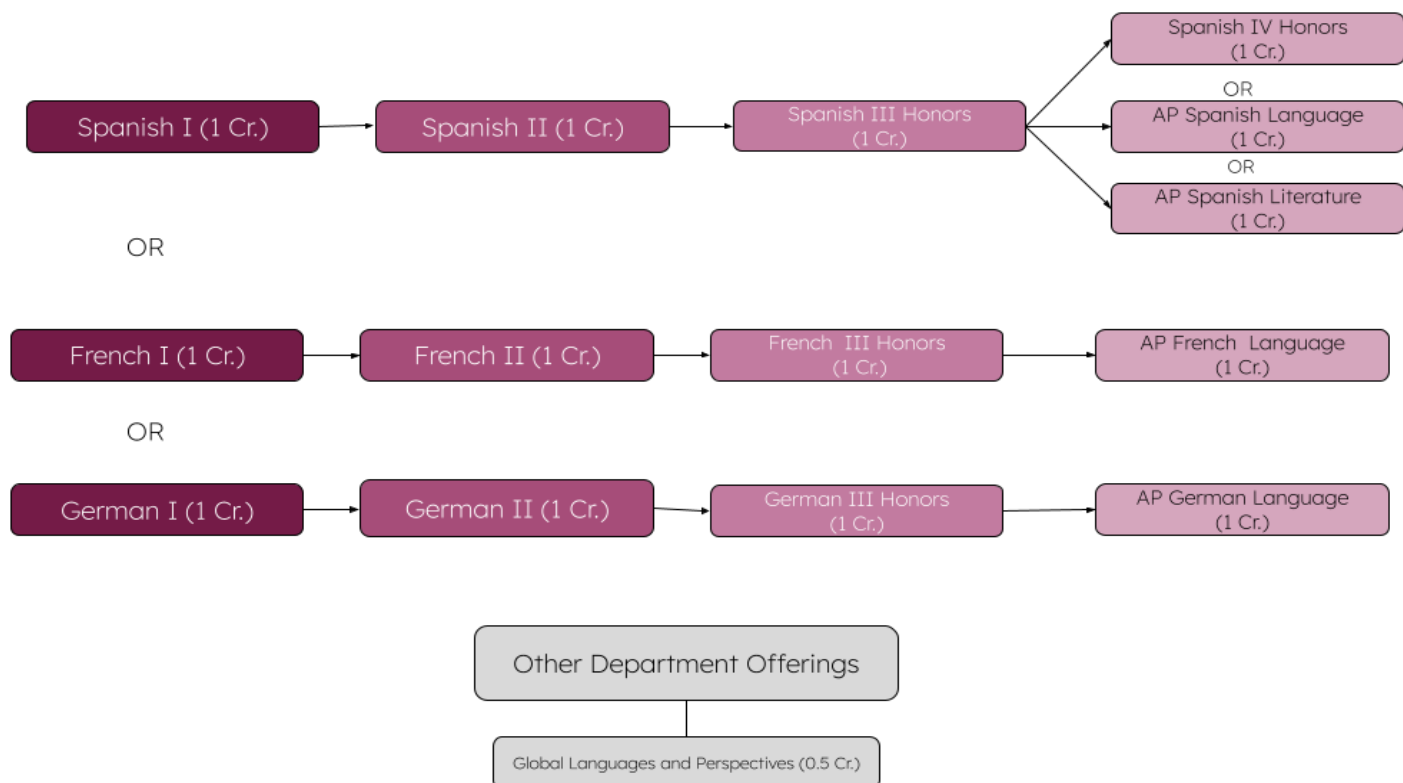 Spanish I (1 Cr.)
Spanish II (1 Cr.)
Spanish III Honors
(1 Cr.)
Spanish IV Honors
(1 Cr.)
OR
AP Spanish Language
(1 Cr.)
OR
AP Spanish Literature
(1 Cr.)
OR
French I (1 Cr.)
French II (1 Cr.)
French III Honors
(1 Cr.)
AP French Language
(1 Cr.)
OR
German I (1 Cr.)
German II (1 Cr.)
German III Honors
(1 Cr.)
AP German Language
(1 Cr.)
Other Department Offerings
Global Languages and Perspectives (0.5 Cr.)